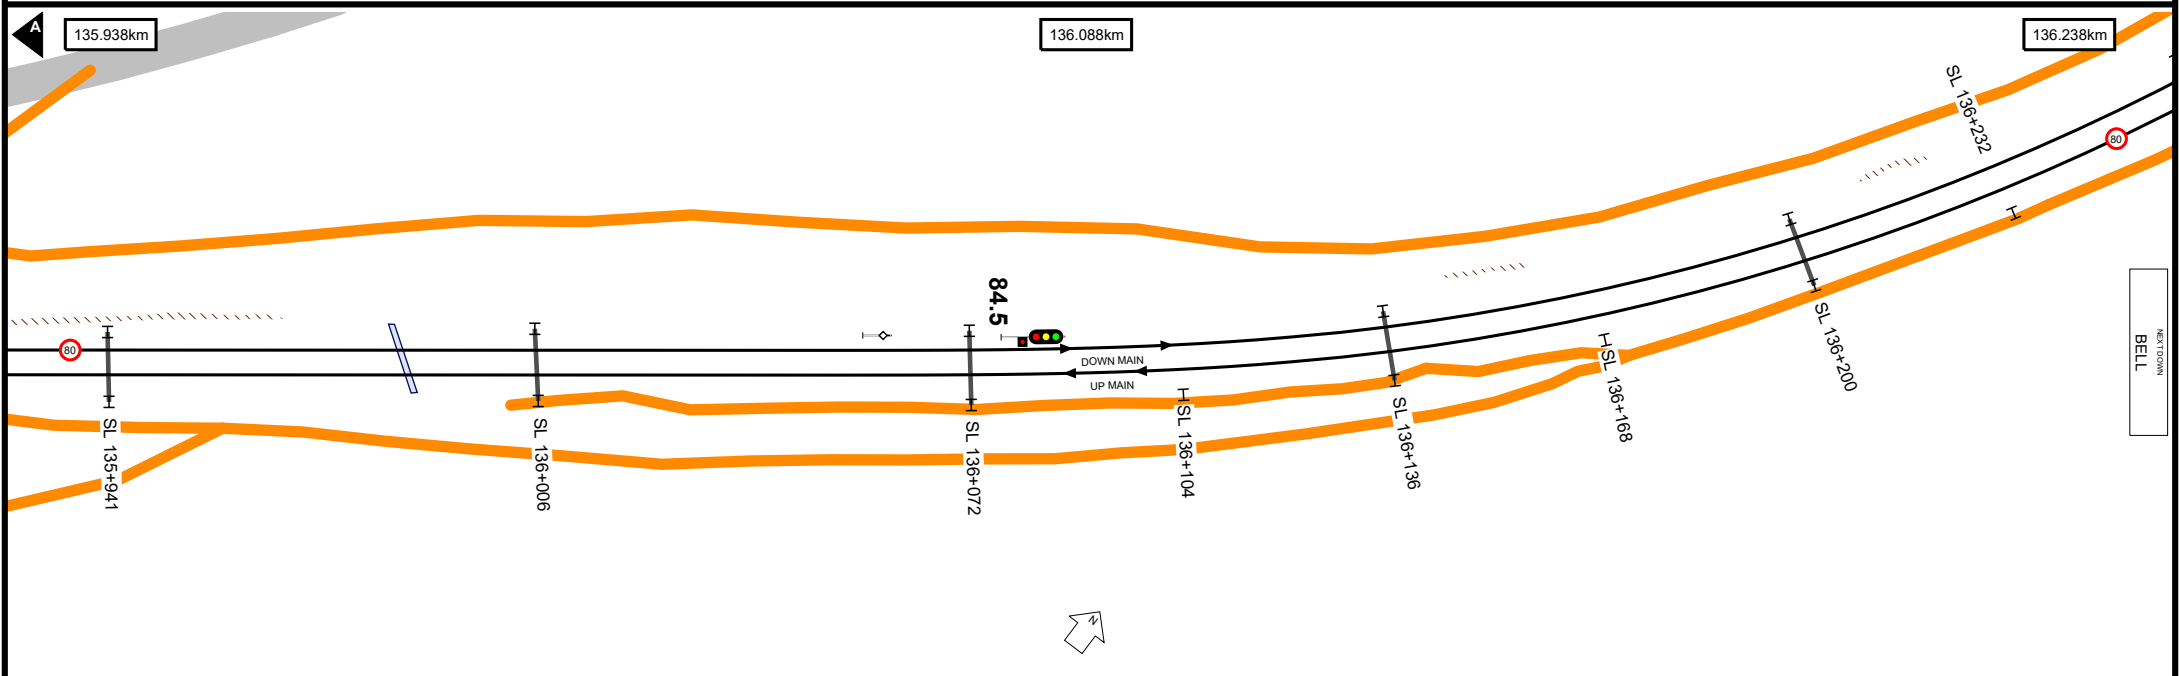 A
135.938km
136.088km
136.238km
SL 136+232
80
80
84.5
DOWN MAIN
UP MAIN
SL 135+941
SL 136+006
SL 136+072
SL 136+104
SL 136+136
SL 136+168
SL 136+200
NEXT DOWN
BELL
N